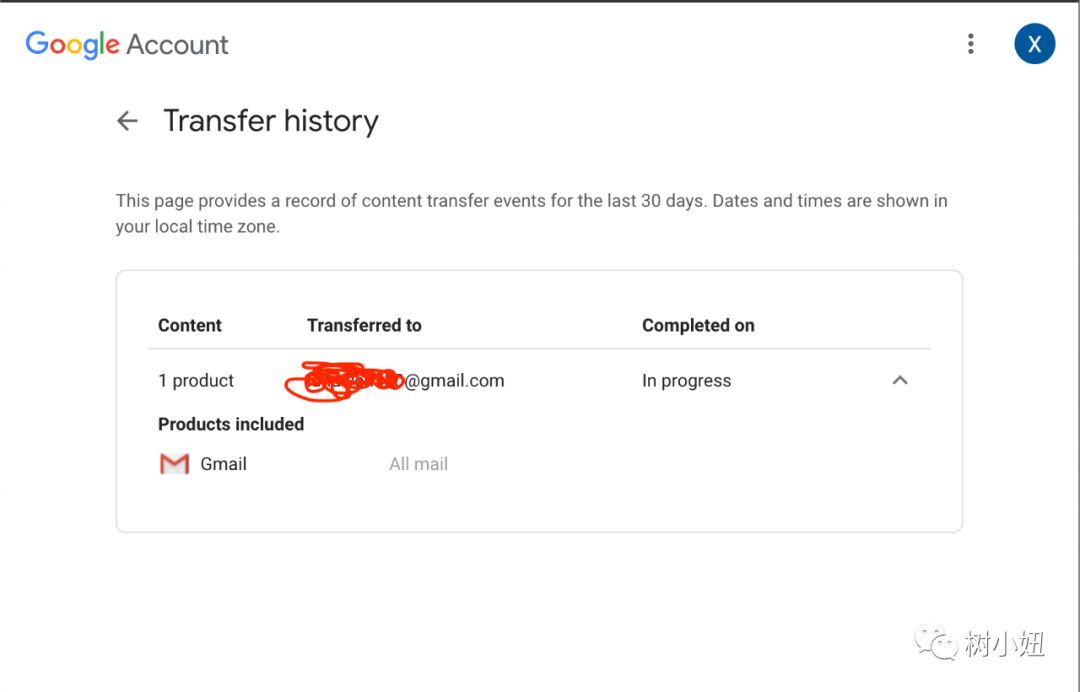 Google Account
X
Transfer history
This page provides a record of content transfer events for the last 30 days. Dates and times are shown in
your local time zone.
Content Transferred to Completed on
1 product @gmail.com In progress
Products included
Gmail All mail
树小妞